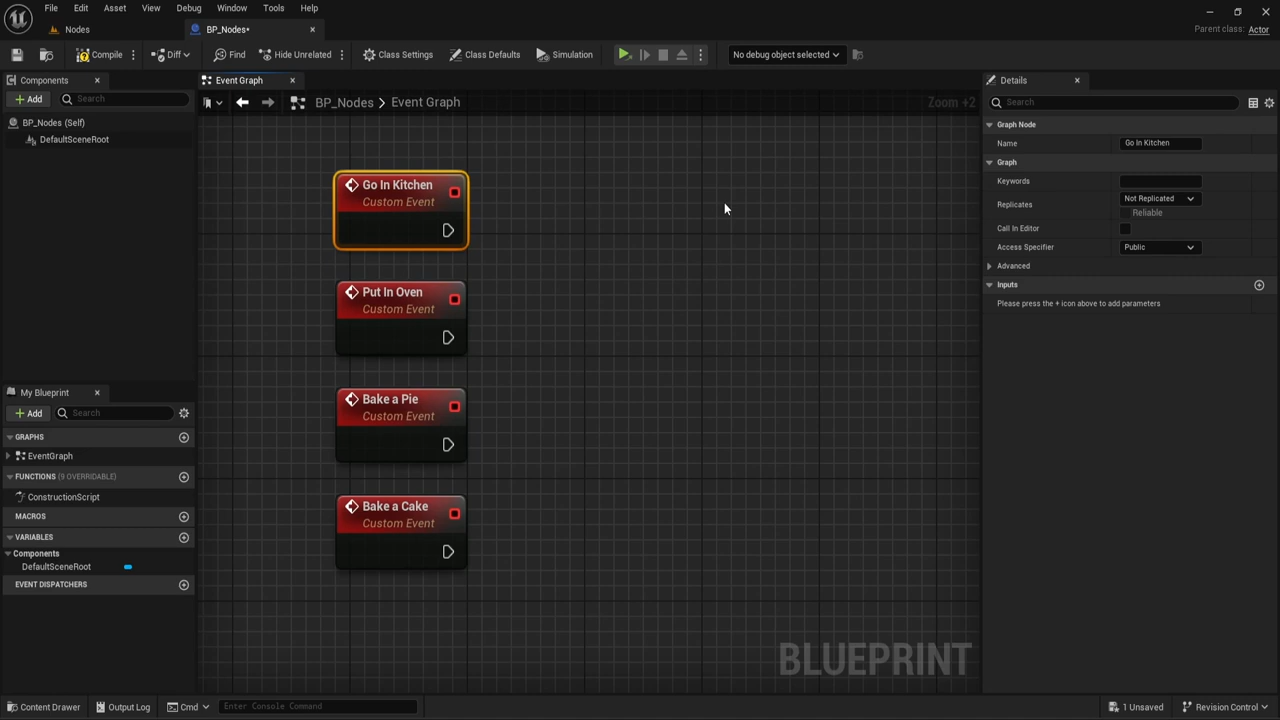 File Edit Asset View Debug Window Tools Help
Nodes
BP_Nodes*
Parent class: Actor
Compile
Diff
Find
Hide Unrelated
Class Settings
Class Defaults
Simulation
No debug object selected
Components
Add
Search
BP_Nodes (Self)
DefaultSceneRoot
My Blueprint
Add
Search
GRAPHS
EventGraph
FUNCTIONS (9 OVERRIDABLE)
ConstructionScript
MACROS
VARIABLES
Components
DefaultSceneRoot
EVENT DISPATCHERS
Event Graph
BP_Nodes > Event Graph
Zoom +2
Go In Kitchen
Custom Event
Put In Oven
Custom Event
Bake a Pie
Custom Event
Bake a Cake
Custom Event
BLUEPRINT
Details
Search
Graph Node
Name
Go In Kitchen
Graph
Keywords
Replicates
Not Replicated
Reliable
Call In Editor
Access Specifier
Public
Advanced
Inputs
Please press the + icon above to add parameters
Content Drawer
Output Log
Cmd
Enter Console Command
1 Unsaved
Revision Control